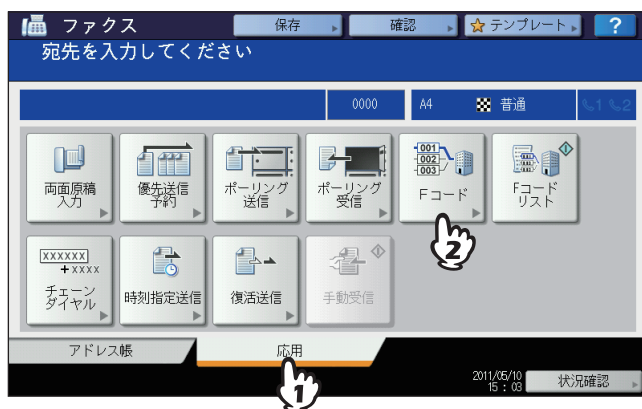 ファクス
保存
確認
テンプレート
?
宛先を入力してください
0000
A4
普通
1
2
両面原稿
入力
優先送信
予約
ポーリング
送信
ポーリング
受信
001
002
003
Fコード
Fコード
リスト
XXXXXX
+xxxx
チェーン
ダイヤル
時刻指定送信
復活送信
手動受信
2
アドレス帳
応用
1
2011/05/10
15:03
状況確認